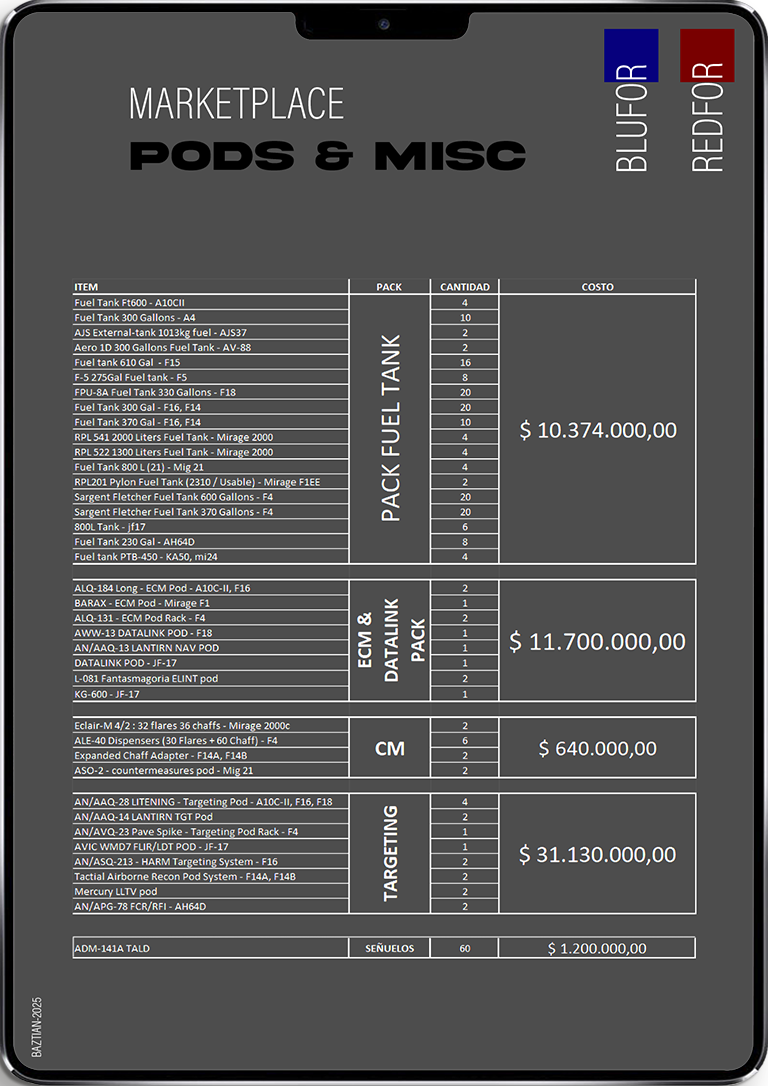 BLUFOR
REDFOR
MARKETPLACE
PODS & MISC
ITEM PACK CANTIDAD COSTO
Fuel Tank Ft600 - A10CII 4
Fuel Tank 300 Gallons - A4 10
AJS External-tank 1013kg fuel - AJS37 2
Aero 1D 300 Gallons Fuel Tank - AV-88 2
Fuel tank 610 Gal - F15 16
F-5 275Gal Fuel tank - F5 8
FPU-8A Fuel Tank 330 Gallons - F18 20
Fuel Tank 300 Gal - F16, F14 20
Fuel Tank 370 Gal - F16, F14 10
RPL 541 2000 Liters Fuel Tank - Mirage 2000 4
RPL 522 1300 Liters Fuel Tank - Mirage 2000 4
Fuel Tank 800 L (21) - Mig 21 4
RPL201 Pylon Fuel Tank (2310 / Usable) - Mirage F1EE 2
Sargent Fletcher Fuel Tank 600 Gallons - F4 20
Sargent Fletcher Fuel Tank 370 Gallons - F4 20
800L Tank - jf17 6
Fuel Tank 230 Gal - AH64D 8
Fuel tank PTB-450 - KA50, mi24 4
PACK FUEL TANK
$ 10.374.000,00
ALQ-184 Long - ECM Pod - A10C-II, F16 2
BARAX - ECM Pod - Mirage F1 1
ALQ-131 - ECM Pod Rack - F4 2
AWW-13 DATALINK POD - F18 1
AN/AAQ-13 LANTIRN NAV POD 1
DATALINK POD - JF-17 1
L-081 Fantasmagoria ELINT pod 2
KG-600 - JF-17 1
ECM &
DATALINK
PACK
$ 11.700.000,00
Eclair-M 4/2 : 32 flares 36 chaffs - Mirage 2000c 2
ALE-40 Dispensers (30 Flares + 60 Chaff) - F4 6
Expanded Chaff Adapter - F14A, F14B 2
ASO-2 - countermeasures pod - Mig 21 2
CM
$ 640.000,00
AN/AAQ-28 LITENING - Targeting Pod - A10C-II, F16, F18 4
AN/AAQ-14 LANTIRN TGT Pod 2
AN/AVQ-23 Pave Spike - Targeting Pod Rack - F4 1
AVIC WMD7 FLIR/LDT POD - JF-17 1
AN/ASQ-213 - HARM Targeting System - F16 2
Tactial Airborne Recon Pod System - F14A, F14B 2
Mercury LLTV pod 2
AN/APG-78 FCR/RFI - AH64D 2
TARGETING
$ 31.130.000,00
ADM-141A TALD SEÑUELOS 60 $ 1.200.000,00
BAZTIAN-2025